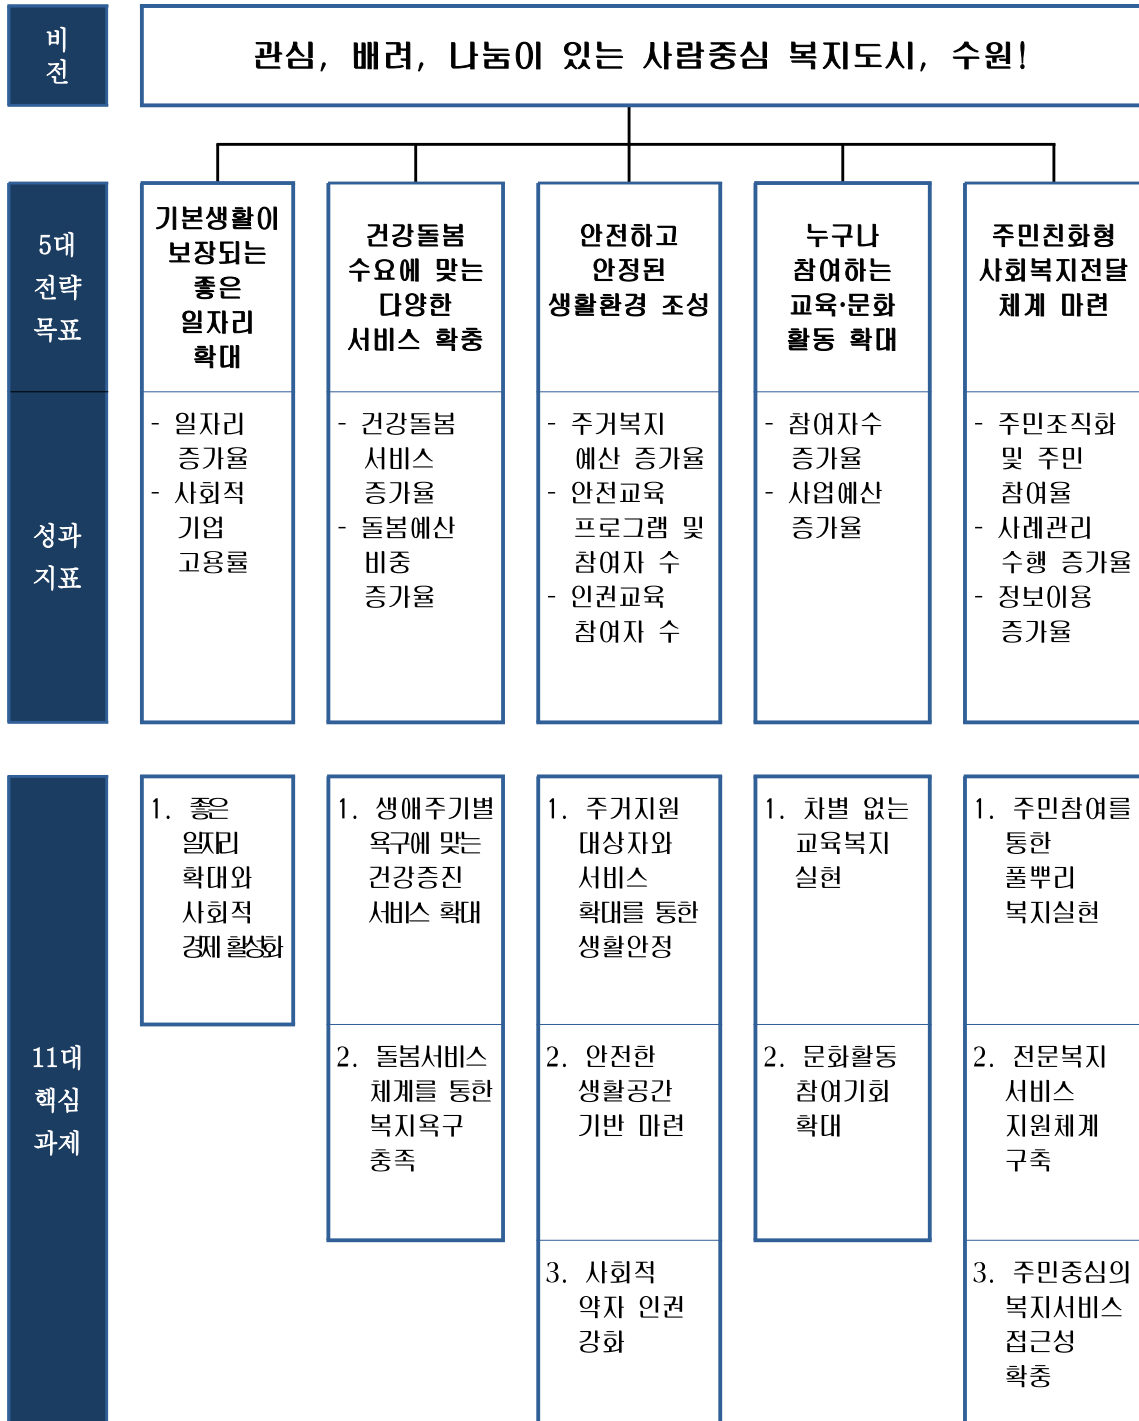 비
전
관심, 배려, 나눔이 있는 사람중심 복지도시, 수원!
5대
전략
목표
기본생활이
보장되는
좋은
일자리
확대
건강돌봄
수요에 맞는
다양한
서비스 확충
안전하고
안정된
생활환경 조성
누구나
참여하는
교육·문화
활동 확대
주민친화형
사회복지전달
체계 마련
성과
지표
- 일자리
증가율
- 사회적
기업
고용률
- 건강돌봄
서비스
증가율
- 돌봄예산
비중
증가율
- 주거복지
예산 증가율
- 안전교육
프로그램 및
참여자 수
- 인권교육
참여자 수
- 참여자수
증가율
- 사업예산
증가율
- 주민조직화
및 주민
참여율
- 사례관리
수행 증가율
- 정보이용
증가율
11대
핵심
과제
1. 좋은
일자리
확대와
사회적
경제 활성화
1. 생애주기별
욕구에 맞는
건강증진
서비스 확대
2. 돌봄서비스
체계를 통한
복지욕구
충족
1. 주거지원
대상자와
서비스
확대를 통한
생활안정
2. 안전한
생활공간
기반 마련
3. 사회적
약자 인권
강화
1. 차별 없는
교육복지
실현
2. 문화활동
참여기회
확대
1. 주민참여를
통한
풀뿌리
복지실현
2. 전문복지
서비스
지원체계
구축
3. 주민중심의
복지서비스
접근성
확충